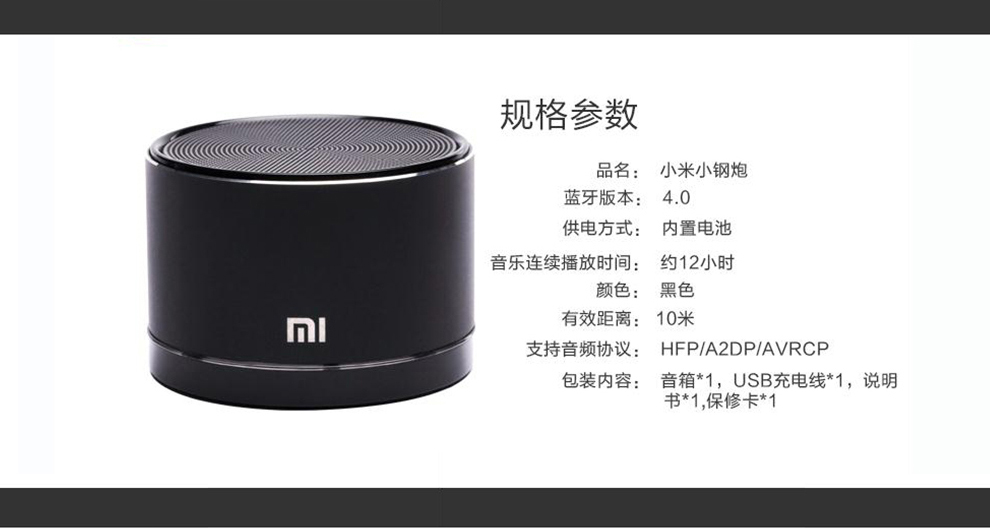 规格参数
品名： 小米小钢炮
蓝牙版本： 4.0
供电方式： 内置电池
音乐连续播放时间： 约12小时
颜色： 黑色
有效距离： 10米
支持音频协议： HFP/A2DP/AVRCP
包装内容： 音箱*1，USB充电线*1，说明
书*1,保修卡*1
MI